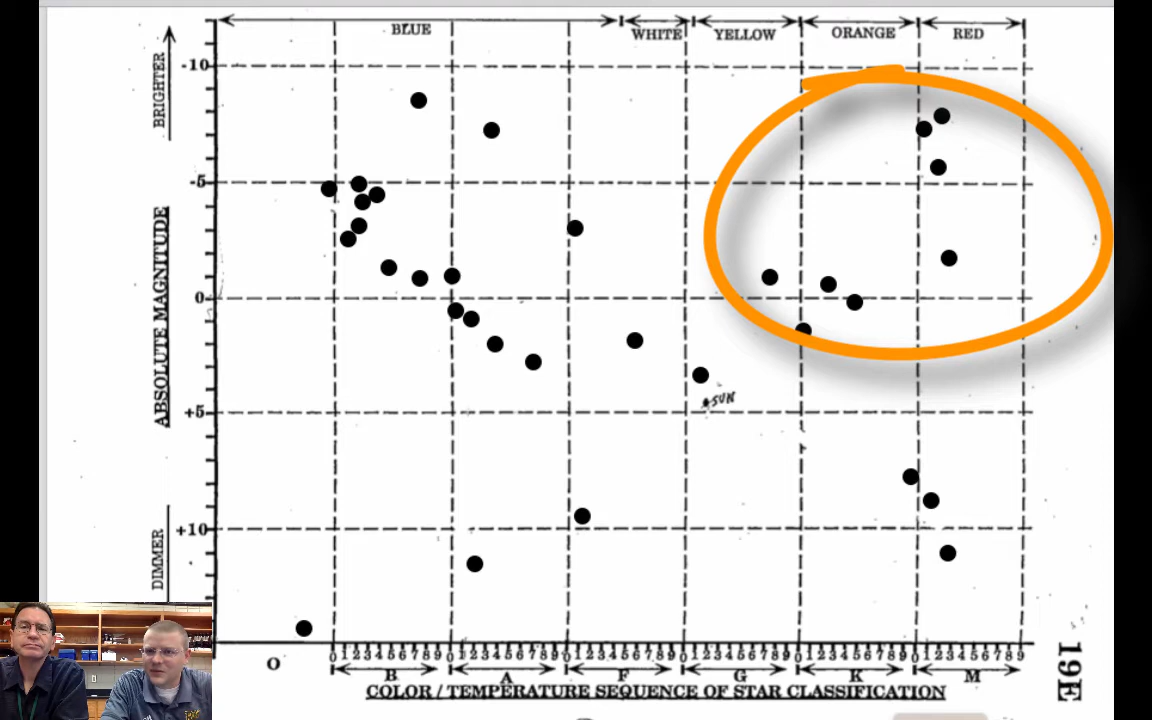 BLUE WHITE YELLOW ORANGE RED
BRIGHTER
-10
-5
ABSOLUTE MAGNITUDE
0
SUN
+5
+10
DIMMER
0 1 2 3 4 5 6 7 8 9 0 1 2 3 4 5 6 7 8 9 0 1 2 3 4 5 6 7 8 9 0 1 2 3 4 5 6 7 8 9 0 1 2 3 4 5 6 7 8 9 0 1 2 3 4 5 6 7 8 9
O B A F G K M
COLOR / TEMPERATURE SEQUENCE OF STAR CLASSIFICATION
19E